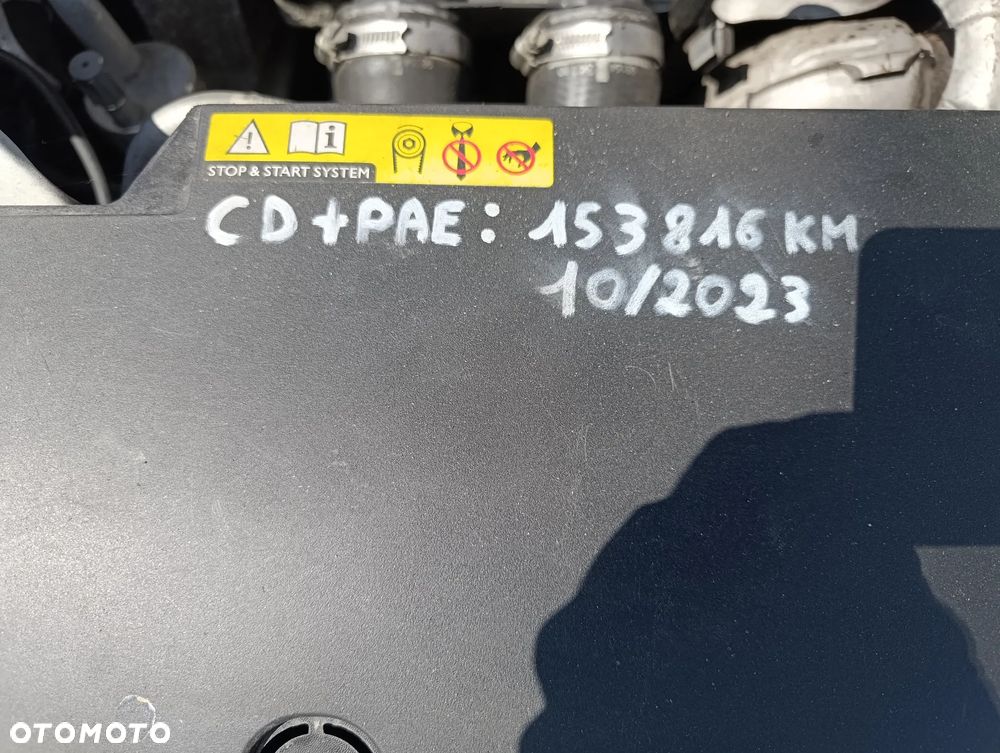 STOP & START SYSTEM
CD+PAE: 153816 KM
10/2023
OTOMOTO